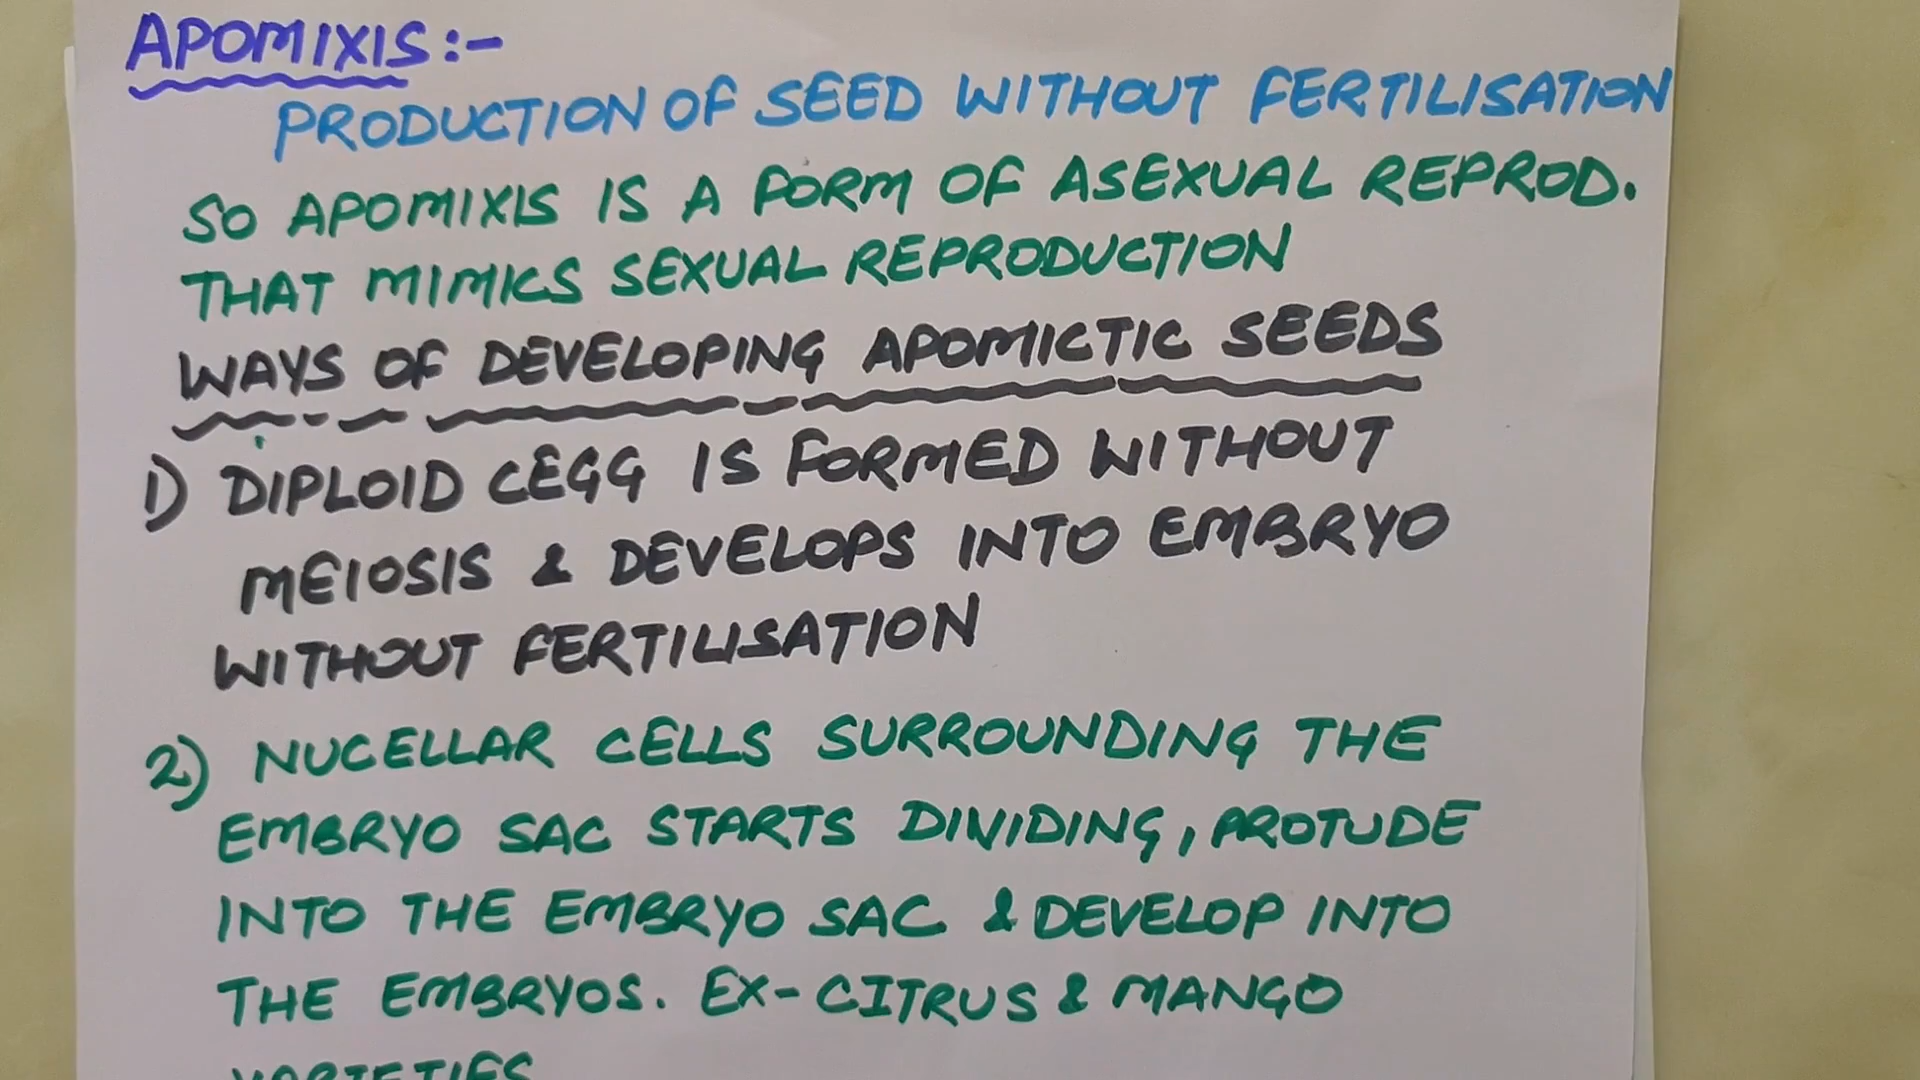 APOMIXIS:-
PRODUCTION OF SEED WITHOUT FERTILISATION
SO APOMIXIS IS A FORM OF ASEXUAL REPROD.
THAT MIMICS SEXUAL REPRODUCTION
WAYS OF DEVELOPING APOMICTIC SEEDS
1) DIPLOID CEGG IS FORMED WITHOUT
MEIOSIS & DEVELOPS INTO EMBRYO
WITHOUT FERTILISATION
2) NUCELLAR CELLS SURROUNDING THE
EMBRYO SAC STARTS DIVIDING, PROTUDE
INTO THE EMBRYO SAC & DEVELOP INTO
THE EMBRYOS. EX- CITRUS & MANGO
VARIETIES